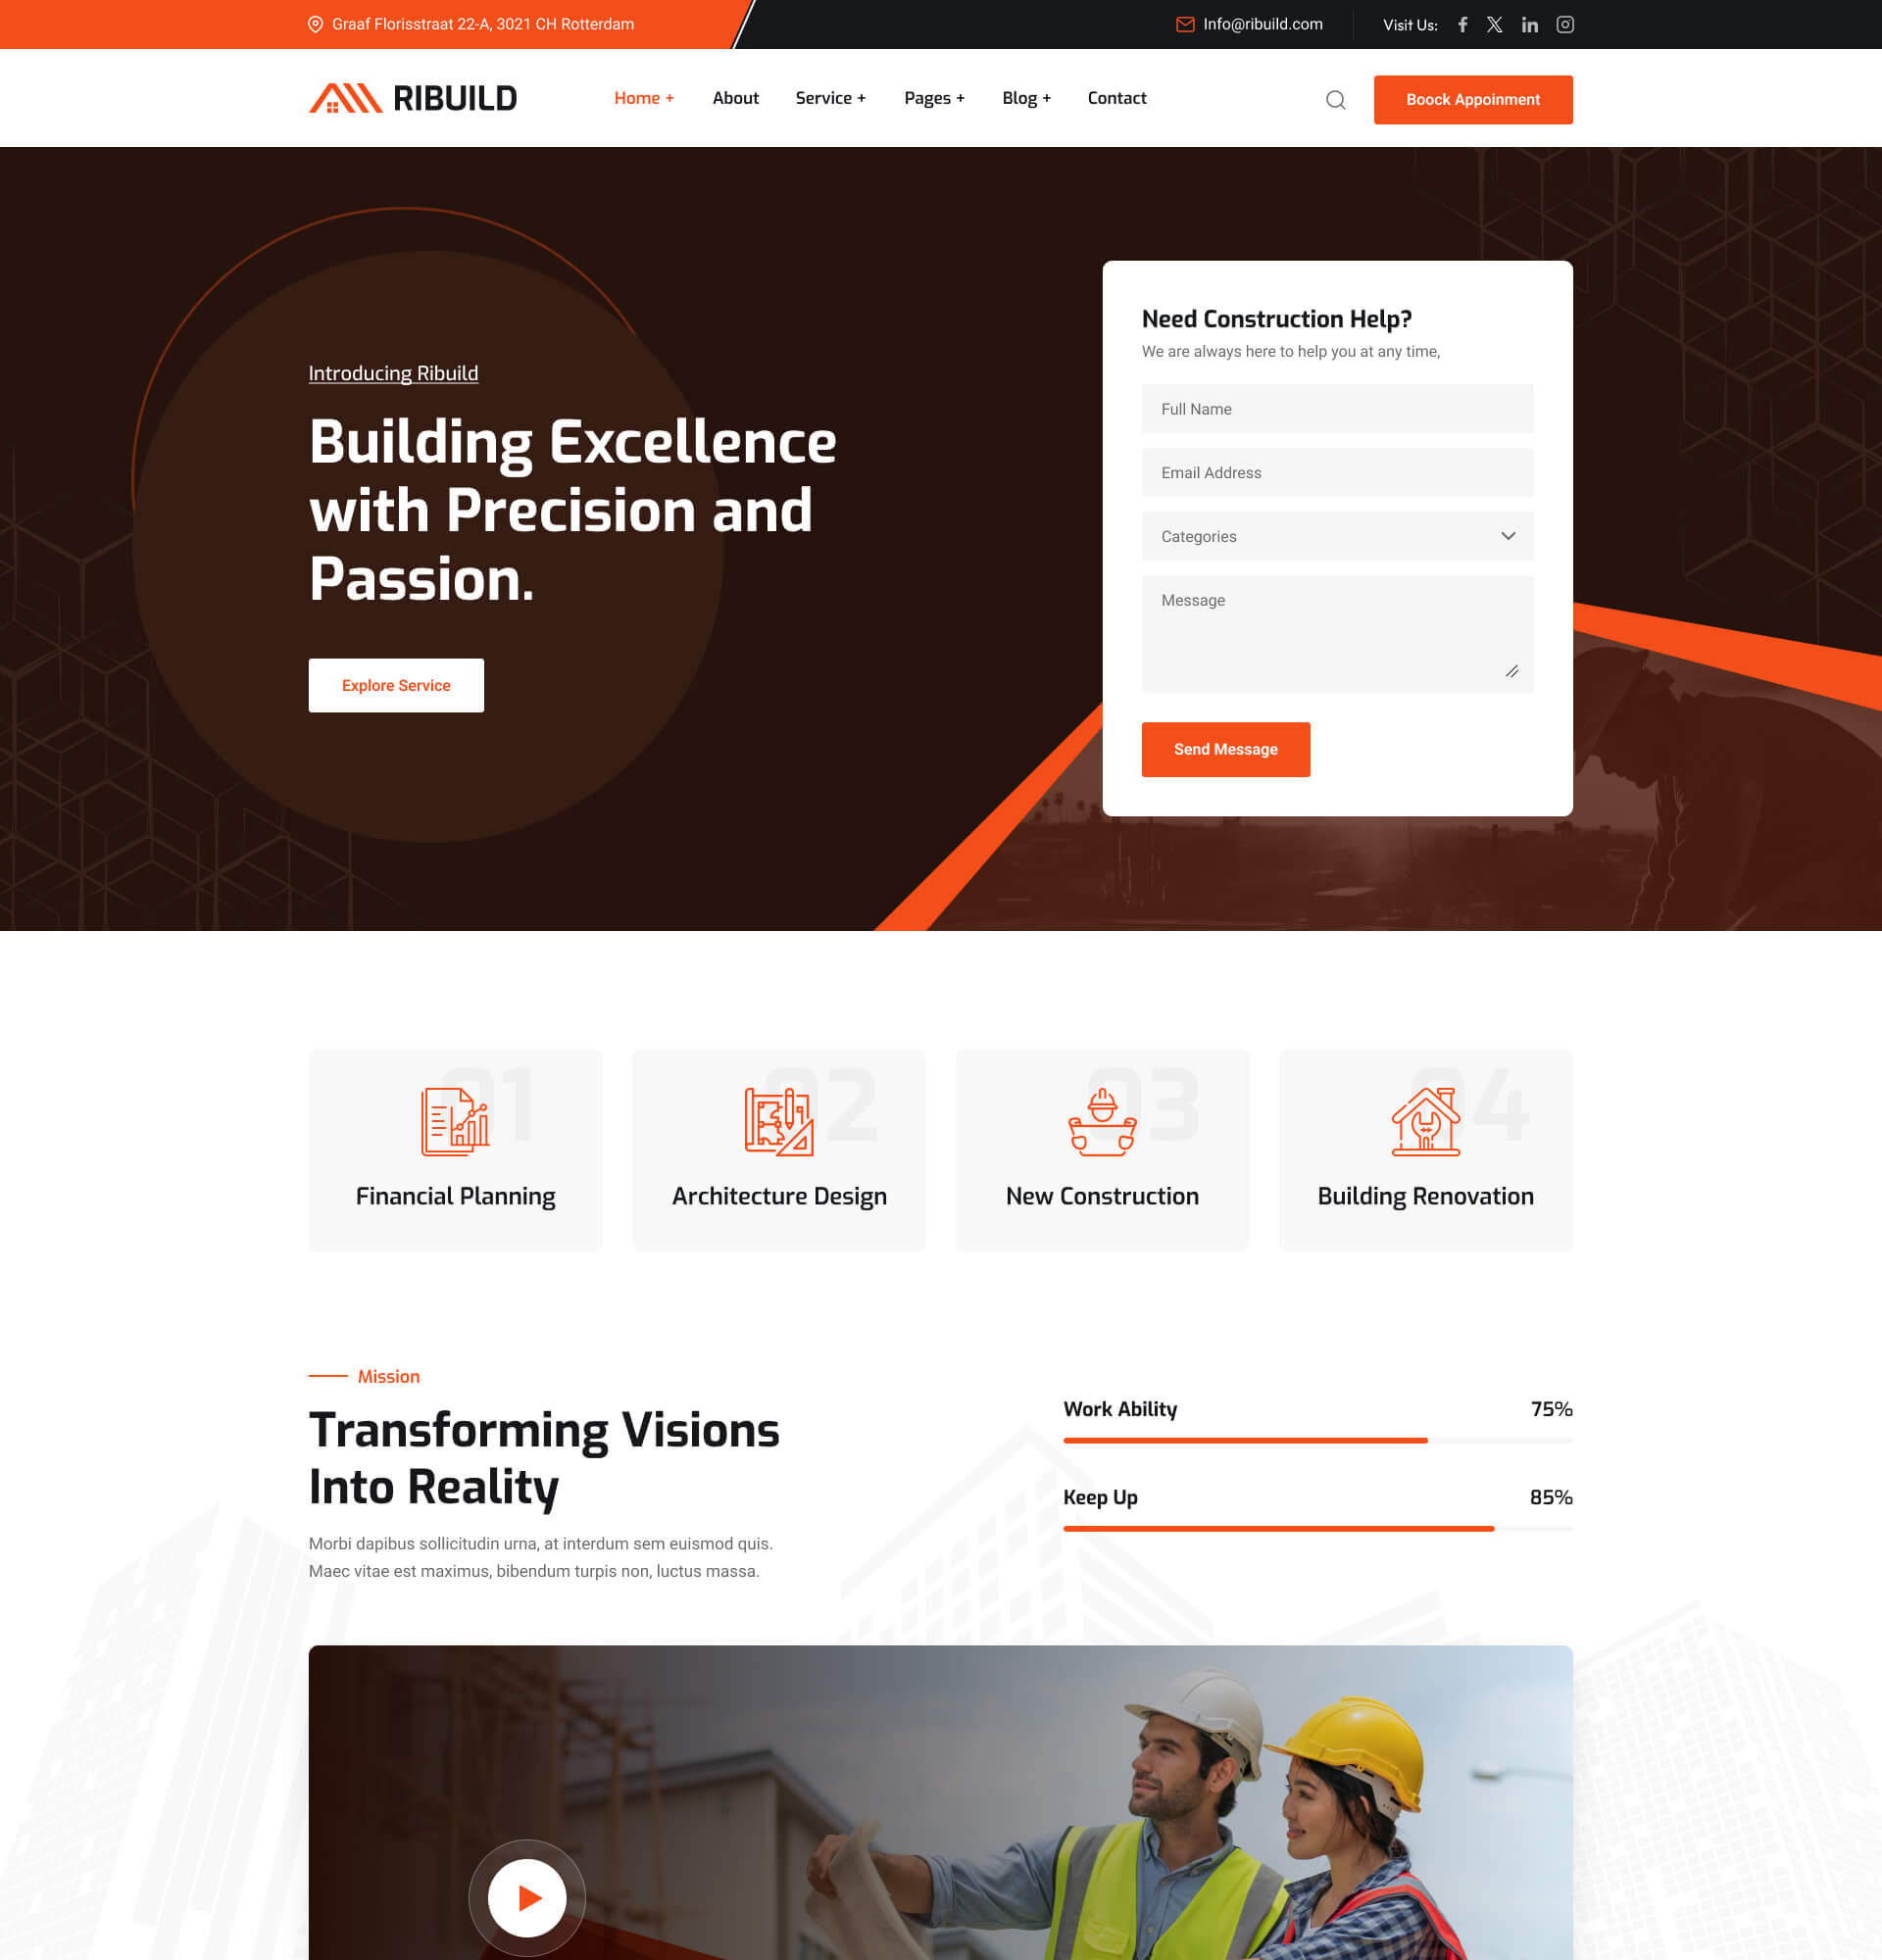 Graaf Florisstraat 22-A, 3021 CH Rotterdam
Info@ribuild.com
Visit Us:
RIBUILD
Home +
About
Service +
Pages +
Blog +
Contact
Boock Appoinment
Introducing Ribuild
Building Excellence
with Precision and
Passion.
Explore Service
Need Construction Help?
We are always here to help you at any time,
Full Name
Email Address
Categories
Message
Send Message
01
Financial Planning
02
Architecture Design
03
New Construction
04
Building Renovation
Mission
Transforming Visions
Into Reality
Morbi dapibus sollicitudin urna, at interdum sem euismod quis.
Maec vitae est maximus, bibendum turpis non, luctus massa.
Work Ability 75%
Keep Up 85%